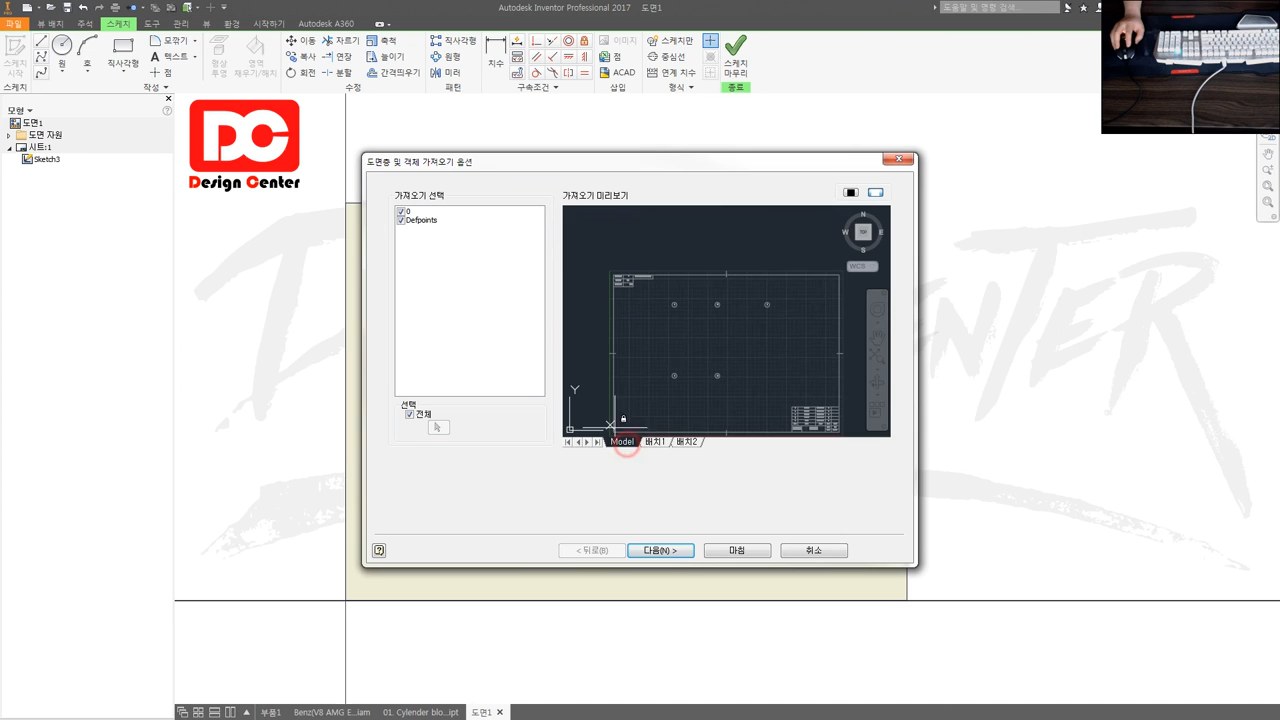 Autodesk Inventor Professional 2017 도면1
도움말 및 명령 검색...
파일 뷰 배치 주석 스케치 도구 관리 뷰 환경 시작하기 Autodesk A360
스케치 시작
원 호 직사각형
모깎기
텍스트
점
형상 투영
영역 채우기/해치
이동 자르기 축척
복사 연장 늘이기
회전 분할 간격띄우기
직사각형
원형
미러
치수
이미지
점
ACAD
스케치만
중심선
연계 치수
스케치 마무리
스케치 작성 수정 패턴 구속조건 삽입 형식 종료
모형
도면1
도면 자원
시트:1
Sketch3
DC
Design Center
도면층 및 객체 가져오기 옵션
가져오기 선택
가져오기 미리보기
0
Defpoints
N
W TOP E
S
WCS
Y
X
선택
전체
Model 배치1 배치2
< 뒤로(B) 다음(N) > 마침 취소
부품1 Benz(V8 AMG E...iam 01. Cylender blo...ipt 도면1